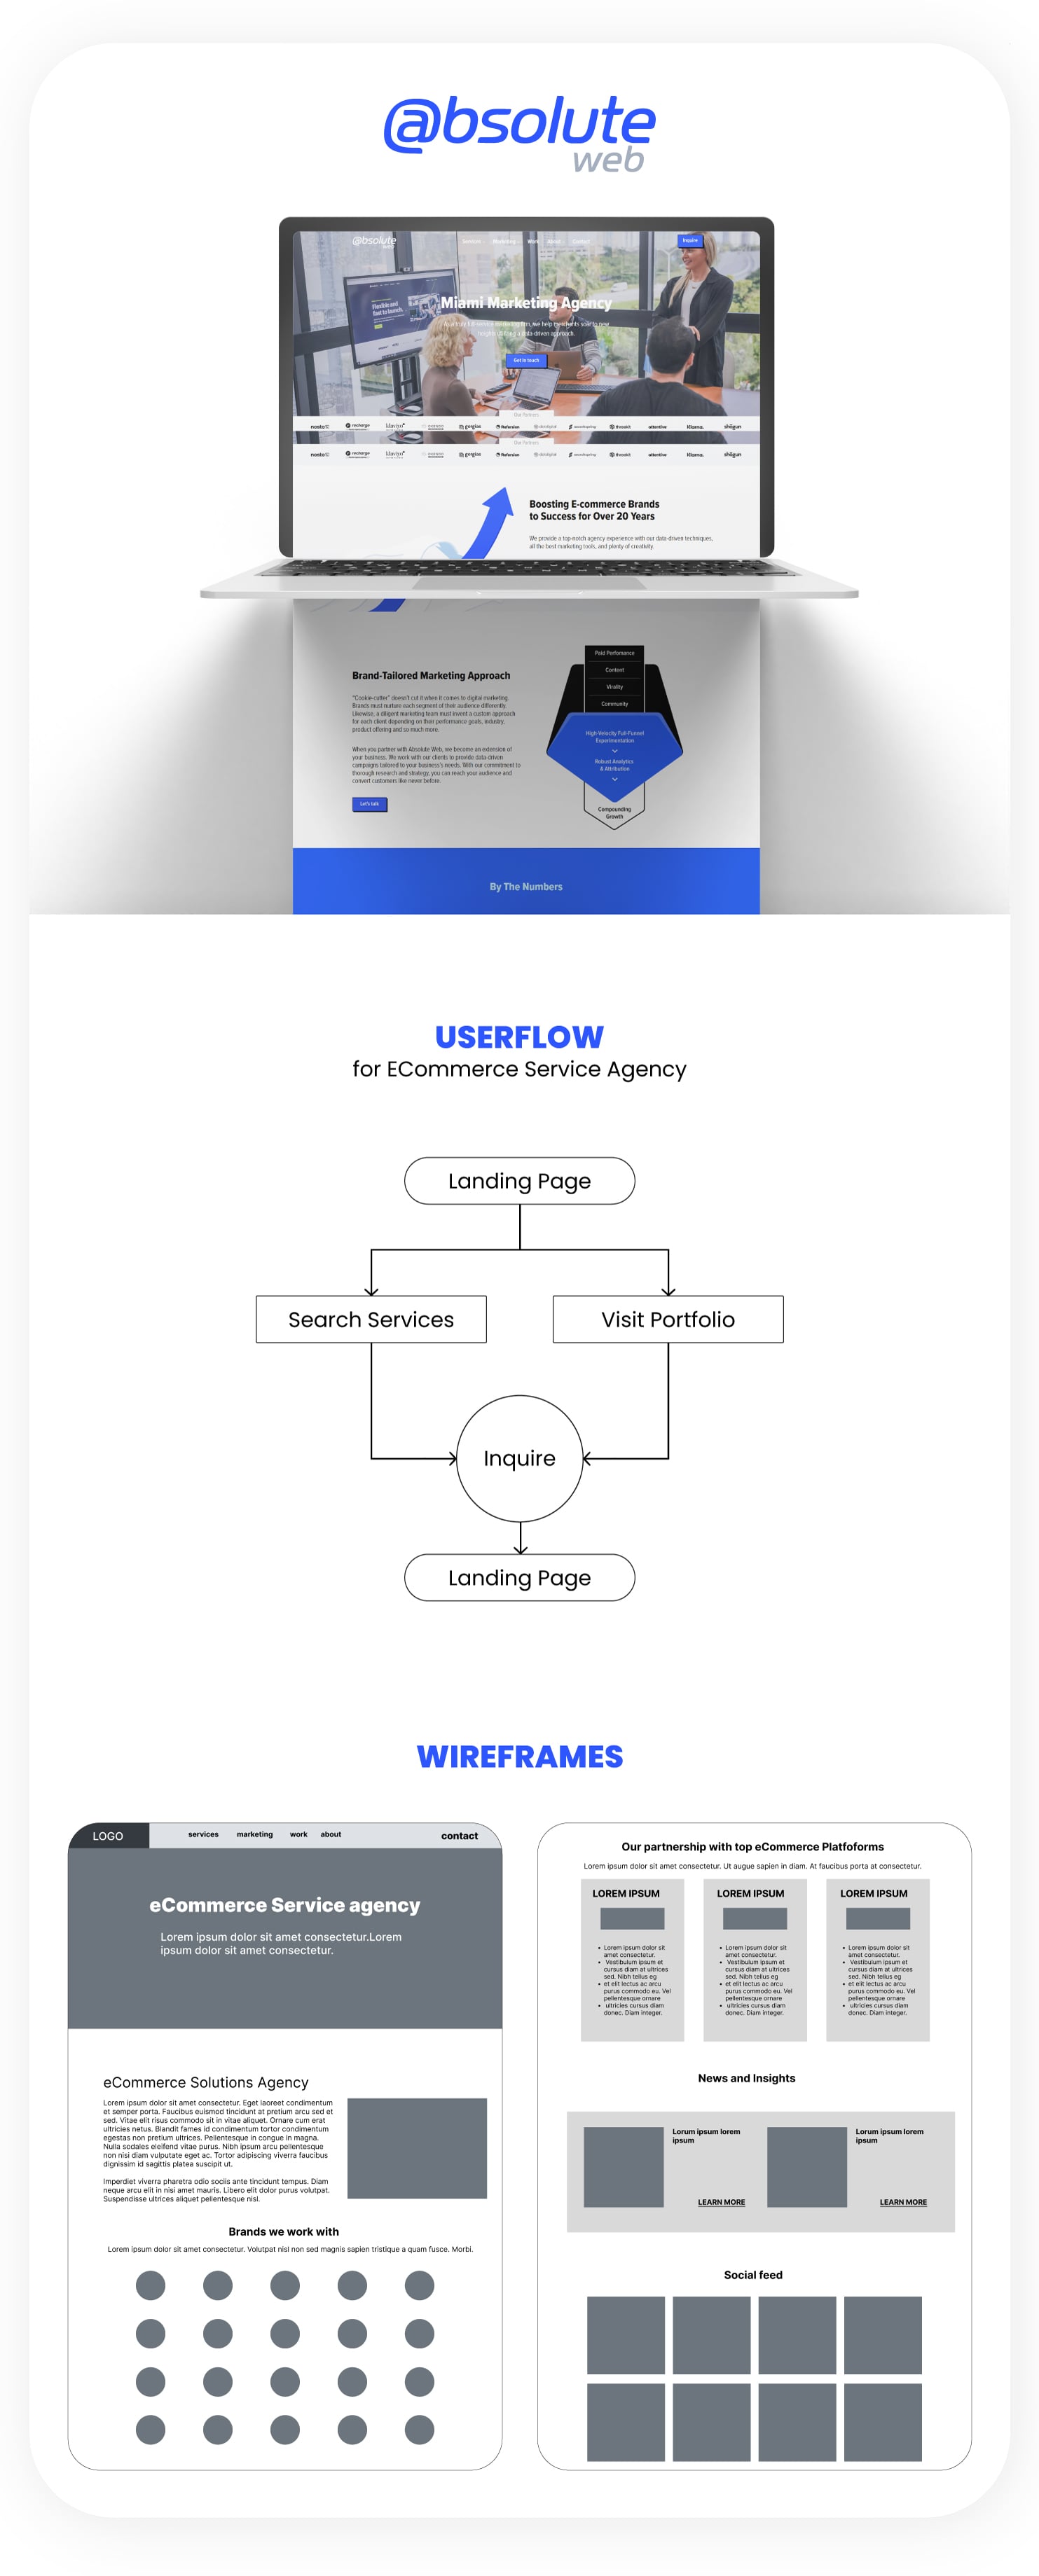 @bsolute
web
@bsolute
web
Services Marketing Work About Contact
Inquire
Flexible and
fast to launch.
Miami Marketing Agency
Get in touch
Our Partners
nosto recharge klaviyo gorgias Refersion dotdigital searchspring threekit attentive Klarna. shogun
Our Partners
nosto recharge klaviyo gorgias Refersion dotdigital searchspring threekit attentive Klarna. shogun
Boosting E-commerce Brands
to Success for Over 20 Years
We provide a top-notch agency experience with our data-driven techniques,
all the best marketing tools, and plenty of creativity.
Brand-Tailored Marketing Approach
"Cookie-cutter" doesn't cut it when it comes to digital marketing.
Brands must nurture each segment of their audience differently.
Likewise, a diligent marketing team must invent a custom approach
for each client depending on their performance goals, industry,
product offering and so much more.
When you partner with Absolute Web, we become an extension of
your business. We work with our clients to provide data-driven
campaigns tailored to your business's needs. With our commitment to
thorough research and strategy, you can reach your audience and
convert customers like never before.
Let's talk
Paid Perfomance
Content
Virality
Community
High-Velocity Full-Funnel
Experimentation
Robust Analytics
& Attribution
Compounding
Growth
By The Numbers
USERFLOW
for ECommerce Service Agency
Landing Page
Search Services
Visit Portfolio
Inquire
Landing Page
WIREFRAMES
LOGO
services marketing work about
contact
eCommerce Service agency
Lorem ipsum dolor sit amet consectetur.Lorem
ipsum dolor sit amet consectetur.
eCommerce Solutions Agency
Lorem ipsum dolor sit amet consectetur. Eget laoreet condimentum
et semper porta. Faucibus euismod tincidunt at pretium arcu sed et
sed. Vitae elit risus commodo sit in vitae aliquet. Ornare cum erat
ultricies netus. Blandit fames id condimentum tortor condimentum
egestas non pretium ultrices. Pellentesque in congue in magna.
Nulla sodales eleifend vitae purus. Nibh ipsum arcu pellentesque
non nisi diam vulputate eget ac. Tortor adipiscing viverra faucibus
dignissim id sagittis platea suscipit ut.
Imperdiet viverra pharetra odio sociis ante tincidunt tempus. Diam
neque arcu elit in nisi amet mauris. Libero elit dolor purus volutpat.
Suspendisse ultrices aliquet pellentesque nisl.
Brands we work with
Lorem ipsum dolor sit amet consectetur. Volutpat nisl non sed magnis sapien tristique a quam fusce. Morbi.
Our partnership with top eCommerce Platfoforms
Lorem ipsum dolor sit amet consectetur. Ut augue sapien in diam. At faucibus porta at consectetur.
LOREM IPSUM
• Lorem ipsum dolor sit
amet consectetur.
• Vestibulum ipsum et
cursus diam at ultrices
sed. Nibh tellus eg
• et elit lectus ac arcu
purus commodo eu. Vel
pellentesque ornare
• ultricies cursus diam
donec. Diam integer.
LOREM IPSUM
• Lorem ipsum dolor sit
amet consectetur.
• Vestibulum ipsum et
cursus diam at ultrices
sed. Nibh tellus eg
• et elit lectus ac arcu
purus commodo eu. Vel
pellentesque ornare
• ultricies cursus diam
donec. Diam integer.
LOREM IPSUM
• Lorem ipsum dolor sit
amet consectetur.
• Vestibulum ipsum et
cursus diam at ultrices
sed. Nibh tellus eg
• et elit lectus ac arcu
purus commodo eu. Vel
pellentesque ornare
• ultricies cursus diam
donec. Diam integer.
News and Insights
Lorum ipsum lorem
ipsum
LEARN MORE
Lorum ipsum lorem
ipsum
LEARN MORE
Social feed